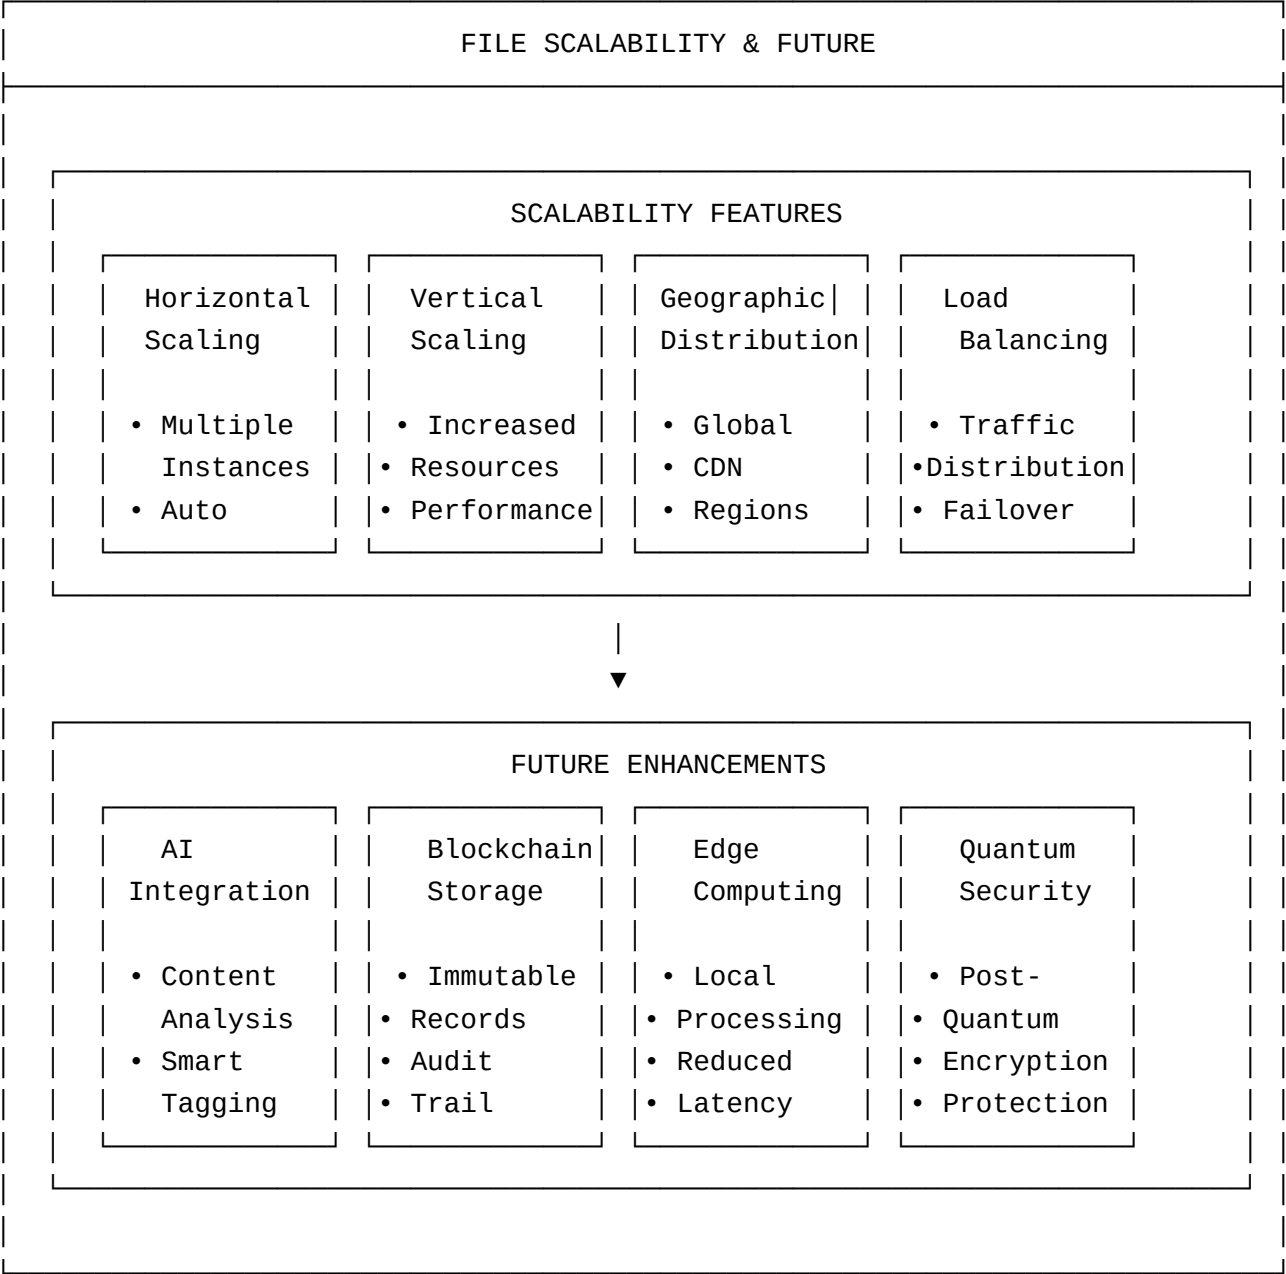 FILE SCALABILITY & FUTURE
SCALABILITY FEATURES
Horizontal Vertical Geographic Load
Scaling Scaling Distribution Balancing
• Multiple • Increased • Global • Traffic
Instances • Resources • CDN •Distribution
• Auto • Performance • Regions • Failover
FUTURE ENHANCEMENTS
AI Blockchain Edge Quantum
Integration Storage Computing Security
• Content • Immutable • Local • Post-
Analysis • Records • Processing • Quantum
• Smart • Audit • Reduced • Encryption
Tagging • Trail • Latency • Protection